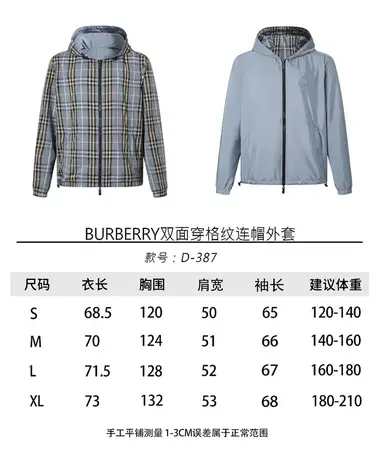 BURBERRY双面穿格纹连帽外套
款号：D-387
尺码 衣长 胸围 肩宽 袖长 建议体重
S 68.5 120 50 65 120-140
M 70 124 51 66 140-160
L 71.5 128 52 67 160-180
XL 73 132 53 68 180-210
手工平铺测量 1-3CM误差属于正常范围